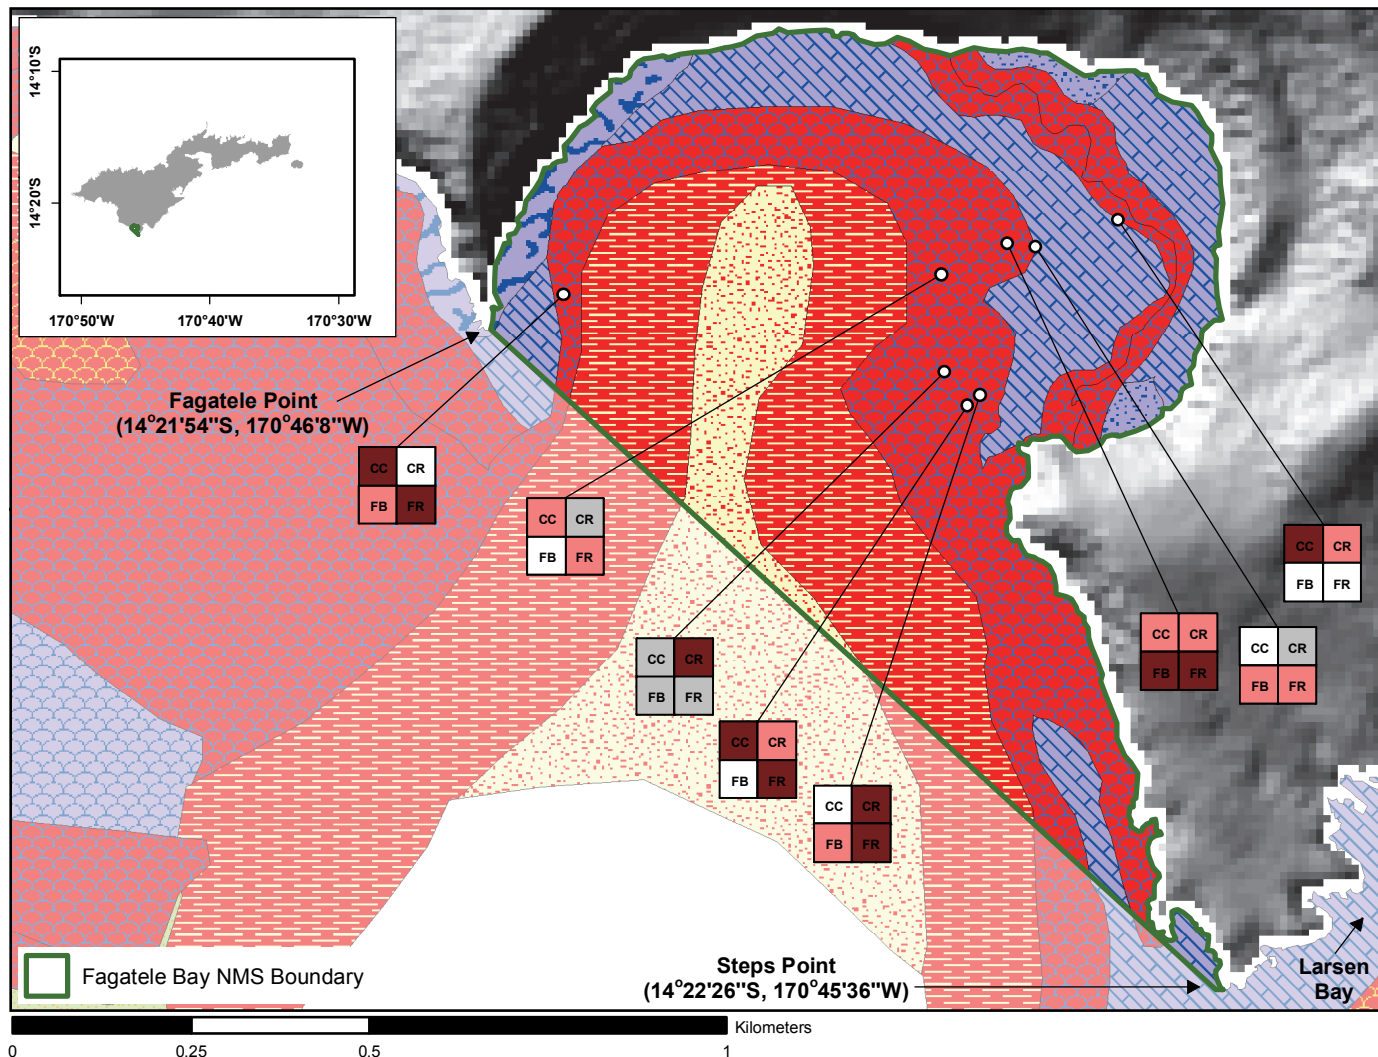 14°10'S
14°20'S
170°50'W
170°40'W
170°30'W
Fagatele Point
(14°21'54"S, 170°46'8"W)
CC CR
FB FR
CC CR
FB FR
CC CR
FB FR
CC CR
FB FR
CC CR
FB FR
CC CR
FB FR
CC CR
FB FR
CC CR
FB FR
Steps Point
(14°22'26"S, 170°45'36"W)
Larsen
Bay
Fagatele Bay NMS Boundary
Kilometers
0 0.25 0.5 1